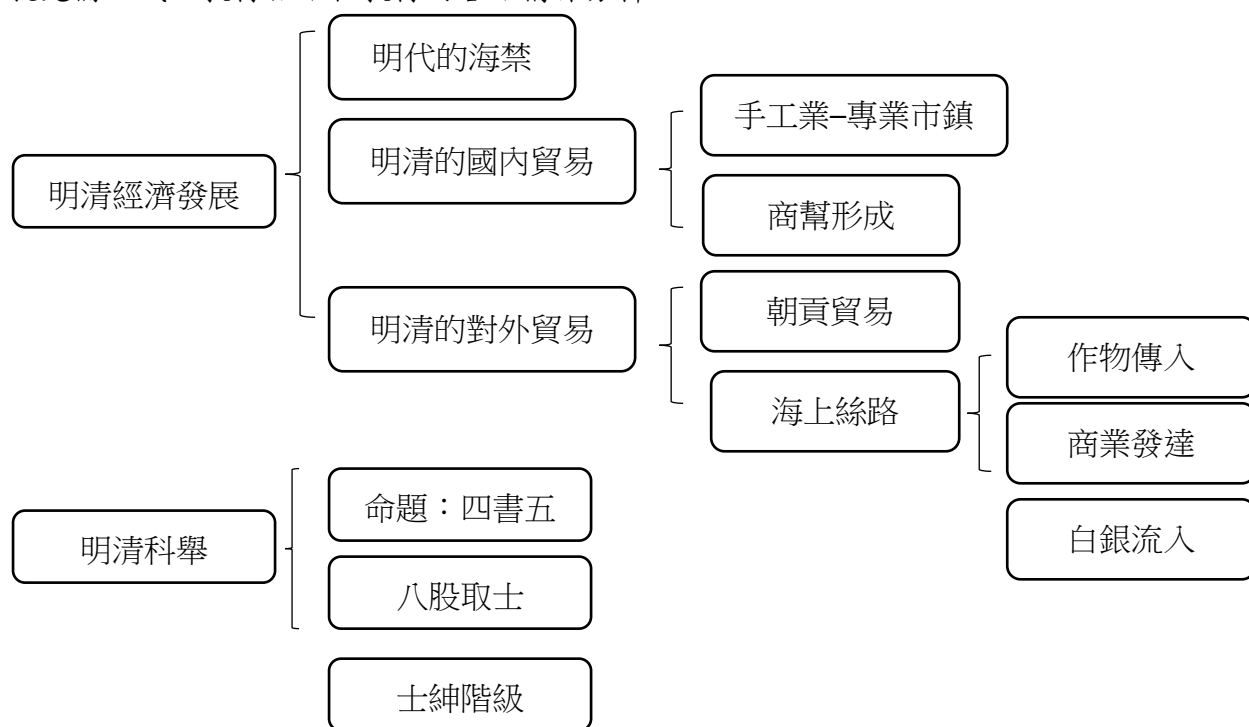 明清經濟發展
明代的海禁
明清的國內貿易
手工業–專業市鎮
商幫形成
明清的對外貿易
朝貢貿易
海上絲路
作物傳入
商業發達
白銀流入
明清科舉
命題：四書五
八股取士
士紳階級